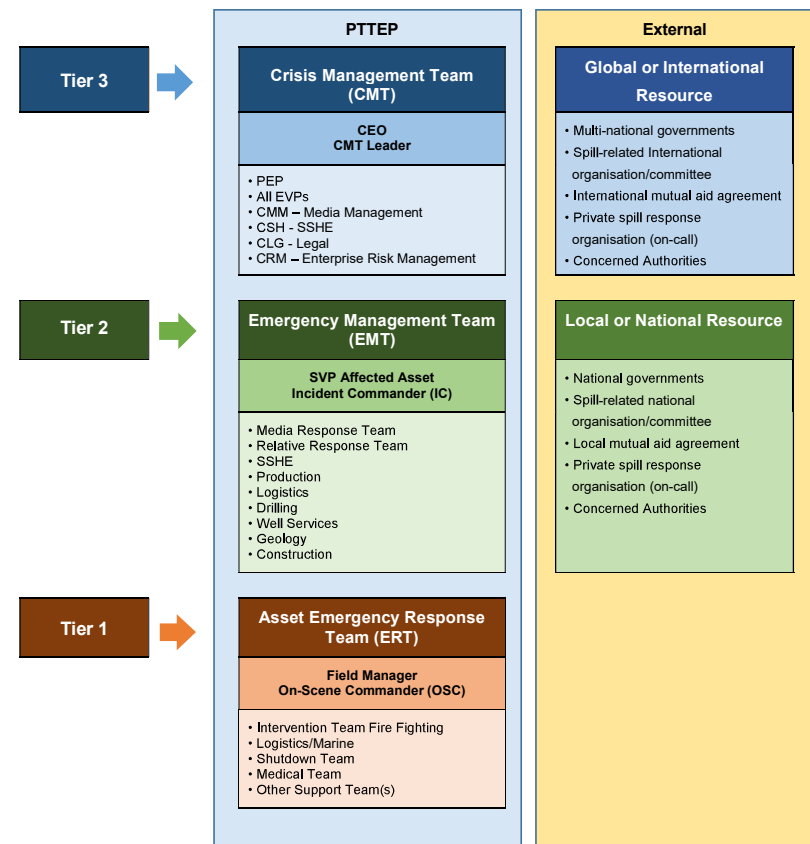 PTTEP
External
Tier 3
Crisis Management Team
(CMT)
CEO
CMT Leader
• PEP
• All EVPs
• CMM – Media Management
• CSH - SSHE
• CLG - Legal
• CRM – Enterprise Risk Management
Global or International
Resource
• Multi-national governments
• Spill-related International
organisation/committee
• International mutual aid agreement
• Private spill response
organisation (on-call)
• Concerned Authorities
Tier 2
Emergency Management Team
(EMT)
SVP Affected Asset
Incident Commander (IC)
• Media Response Team
• Relative Response Team
• SSHE
• Production
• Logistics
• Drilling
• Well Services
• Geology
• Construction
Local or National Resource
• National governments
• Spill-related national
organisation/committee
• Local mutual aid agreement
• Private spill response
organisation (on-call)
• Concerned Authorities
Tier 1
Asset Emergency Response
Team (ERT)
Field Manager
On-Scene Commander (OSC)
• Intervention Team Fire Fighting
• Logistics/Marine
• Shutdown Team
• Medical Team
• Other Support Team(s)